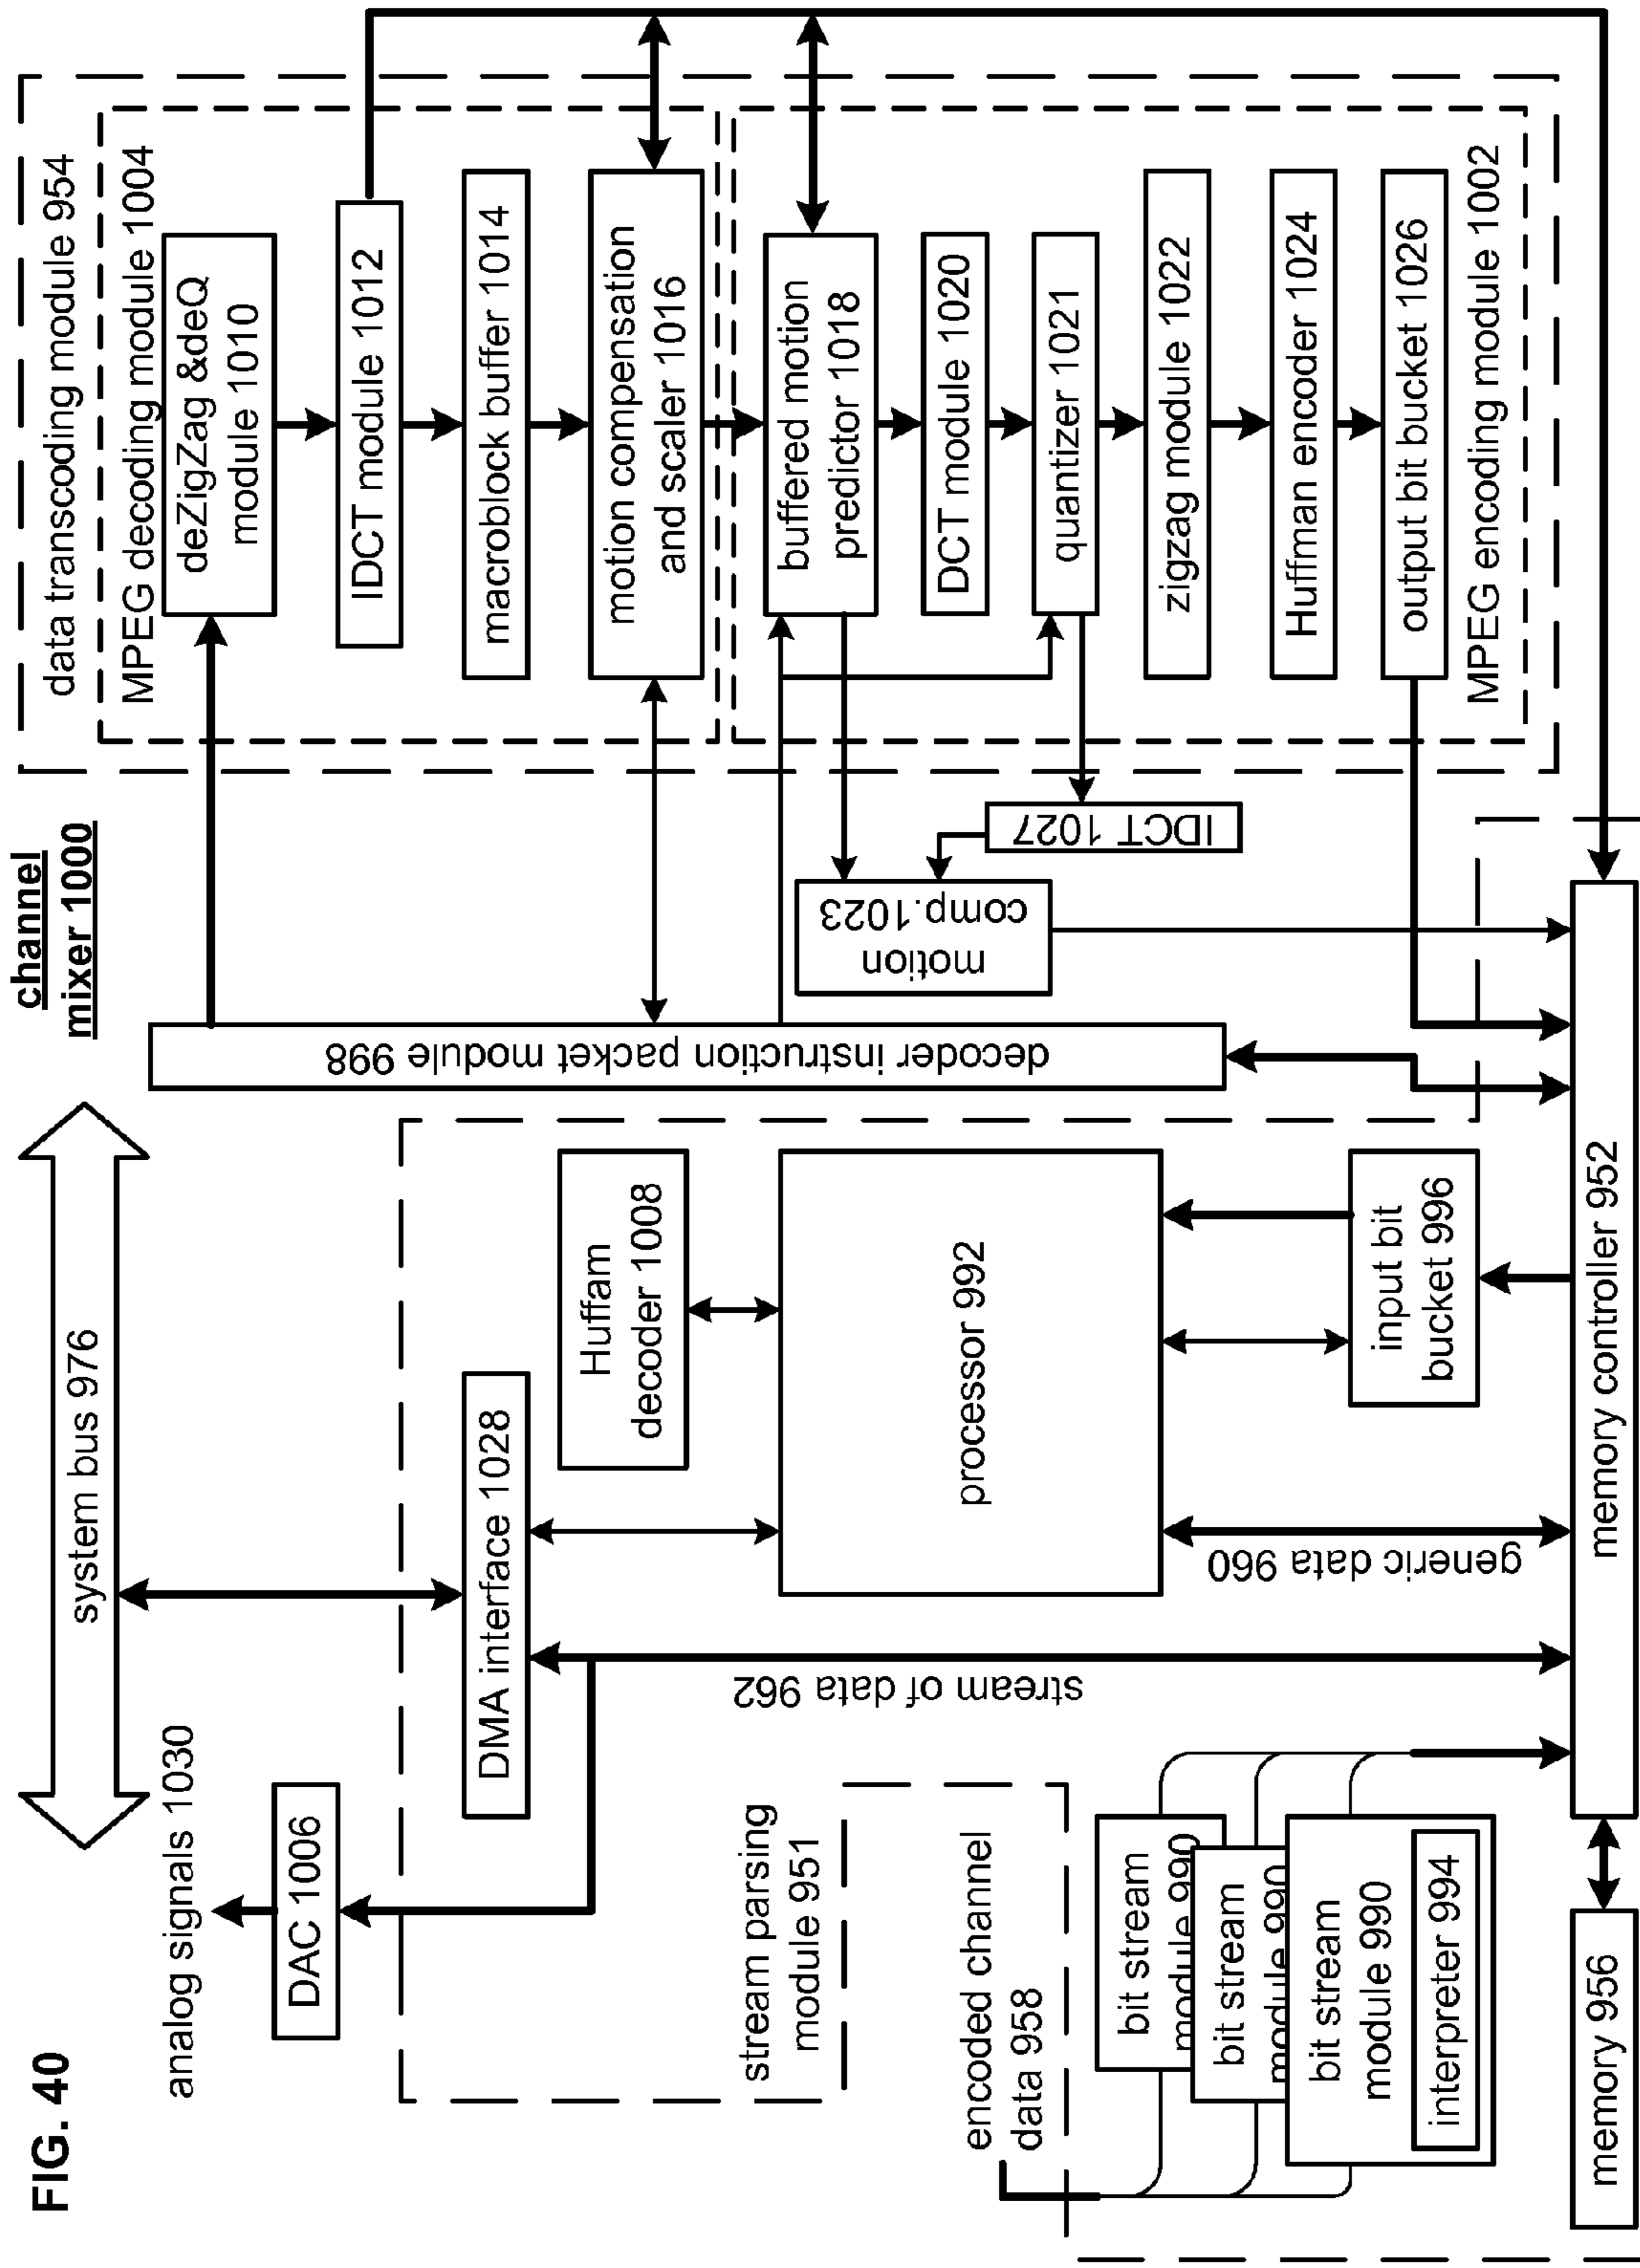 FIG. 40
channel
mixer 1000
system bus 976
analog signals 1030
DAC 1006
data transcoding module 954
MPEG decoding module 1004
deZigZag &deQ
module 1010
IDCT module 1012
macroblock buffer 1014
motion compensation
and scaler 1016
buffered motion
predictor 1018
DCT module 1020
quantizer 1021
zigzag module 1022
Huffman encoder 1024
output bit bucket 1026
MPEG encoding module 1002
IDCT 1027
motion
comp.1023
decoder instruction packet module 998
DMA interface 1028
Huffam
decoder 1008
processor 992
input bit
bucket 996
generic data 960
stream of data 962
stream parsing
module 951
encoded channel
data 958
bit stream
module 990
bit stream
module 990
bit stream
module 990
interpreter 994
memory controller 952
memory 956